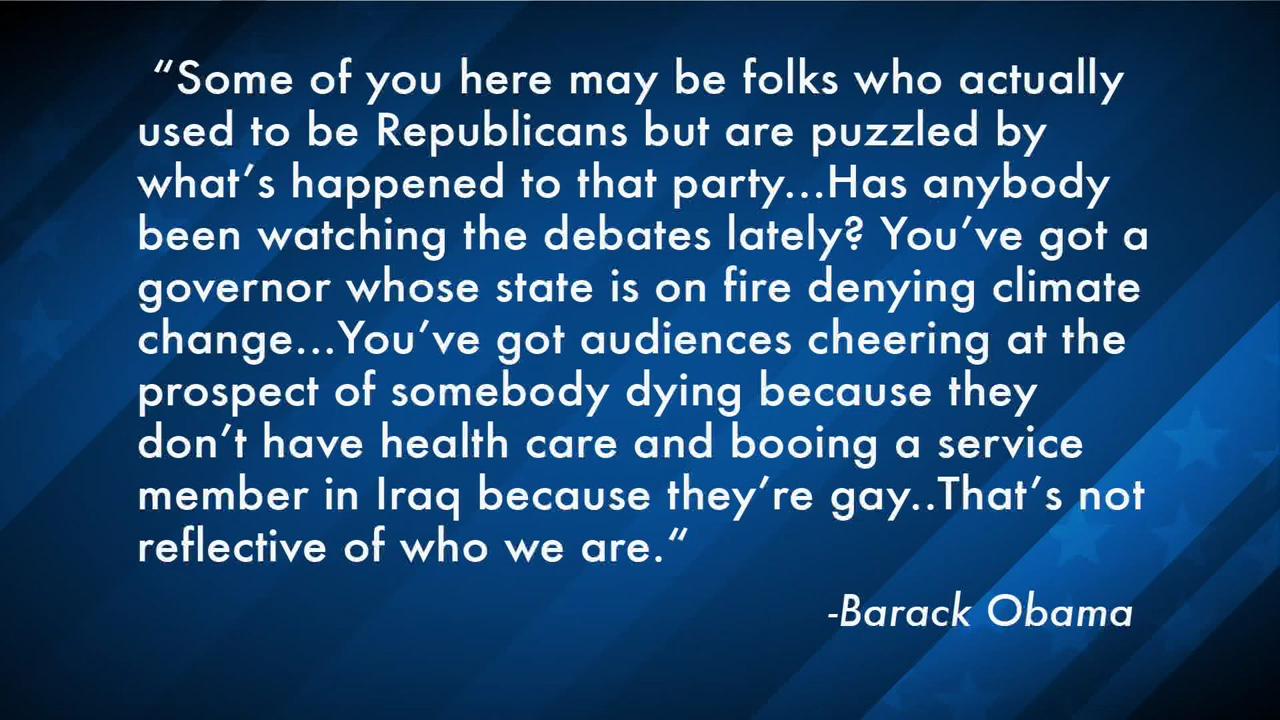 “Some of you here may be folks who actually
used to be Republicans but are puzzled by
what’s happened to that party...Has anybody
been watching the debates lately? You’ve got a
governor whose state is on fire denying climate
change...You’ve got audiences cheering at the
prospect of somebody dying because they
don’t have health care and booing a service
member in Iraq because they’re gay..That’s not
reflective of who we are.“
-Barack Obama